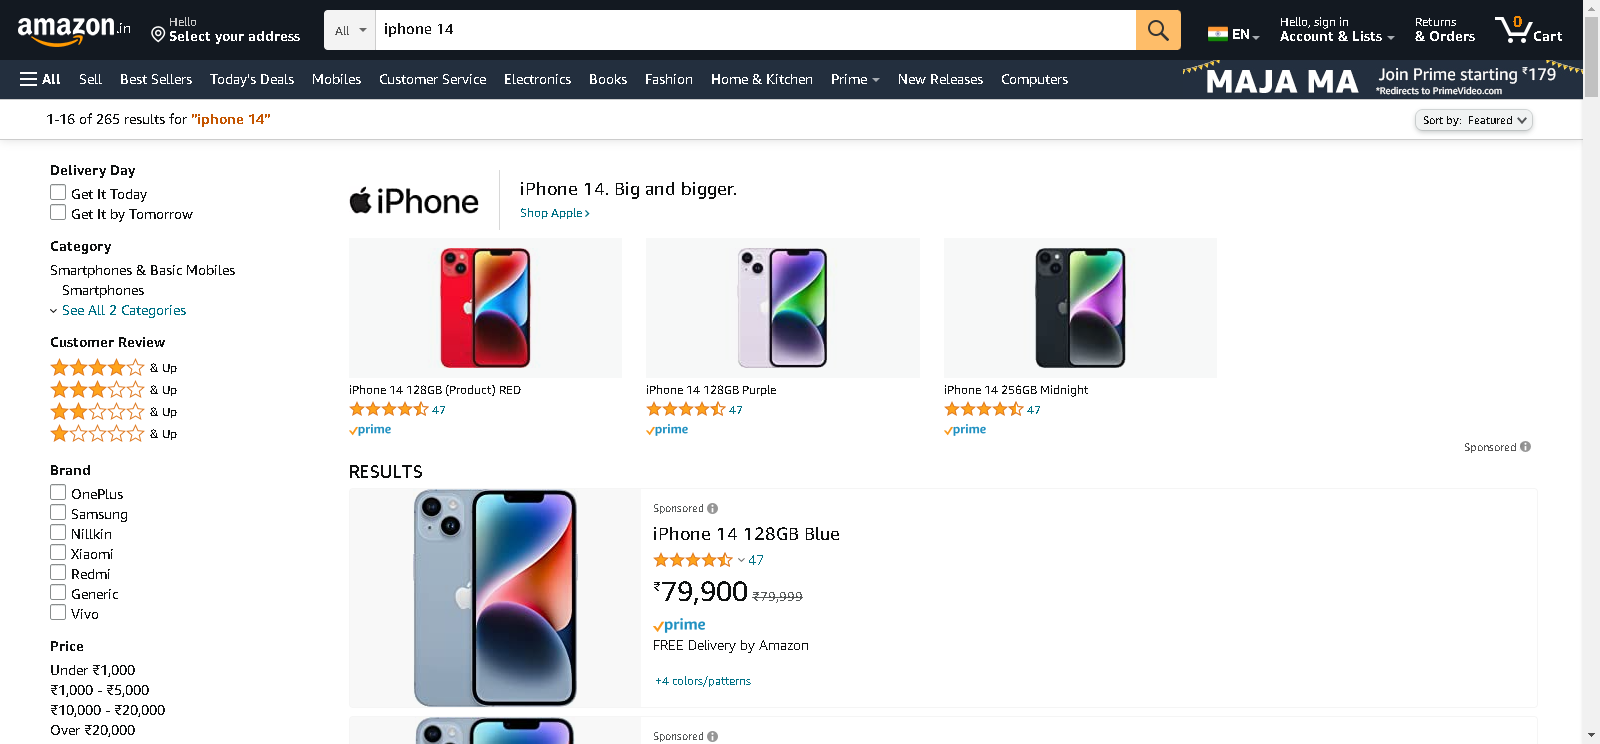 amazon.in
Hello
Select your address
All
iphone 14
EN
Hello, sign in
Account & Lists
Returns
& Orders
0
Cart
All Sell Best Sellers Today's Deals Mobiles Customer Service Electronics Books Fashion Home & Kitchen Prime New Releases Computers
MAJA MA
Join Prime starting ₹179
*Redirects to PrimeVideo.com
1-16 of 265 results for "iphone 14"
Sort by: Featured
Delivery Day
Get It Today
Get It by Tomorrow
Category
Smartphones & Basic Mobiles
Smartphones
See All 2 Categories
Customer Review
& Up
& Up
& Up
& Up
Brand
OnePlus
Samsung
Nillkin
Xiaomi
Redmi
Generic
Vivo
Price
Under ₹1,000
₹1,000 - ₹5,000
₹10,000 - ₹20,000
Over ₹20,000
iPhone
iPhone 14. Big and bigger.
Shop Apple ›
iPhone 14 128GB (Product) RED
47
prime
iPhone 14 128GB Purple
47
prime
iPhone 14 256GB Midnight
47
prime
Sponsored
RESULTS
Sponsored
iPhone 14 128GB Blue
47
₹79,900 ₹79,999
prime
FREE Delivery by Amazon
+4 colors/patterns
Sponsored